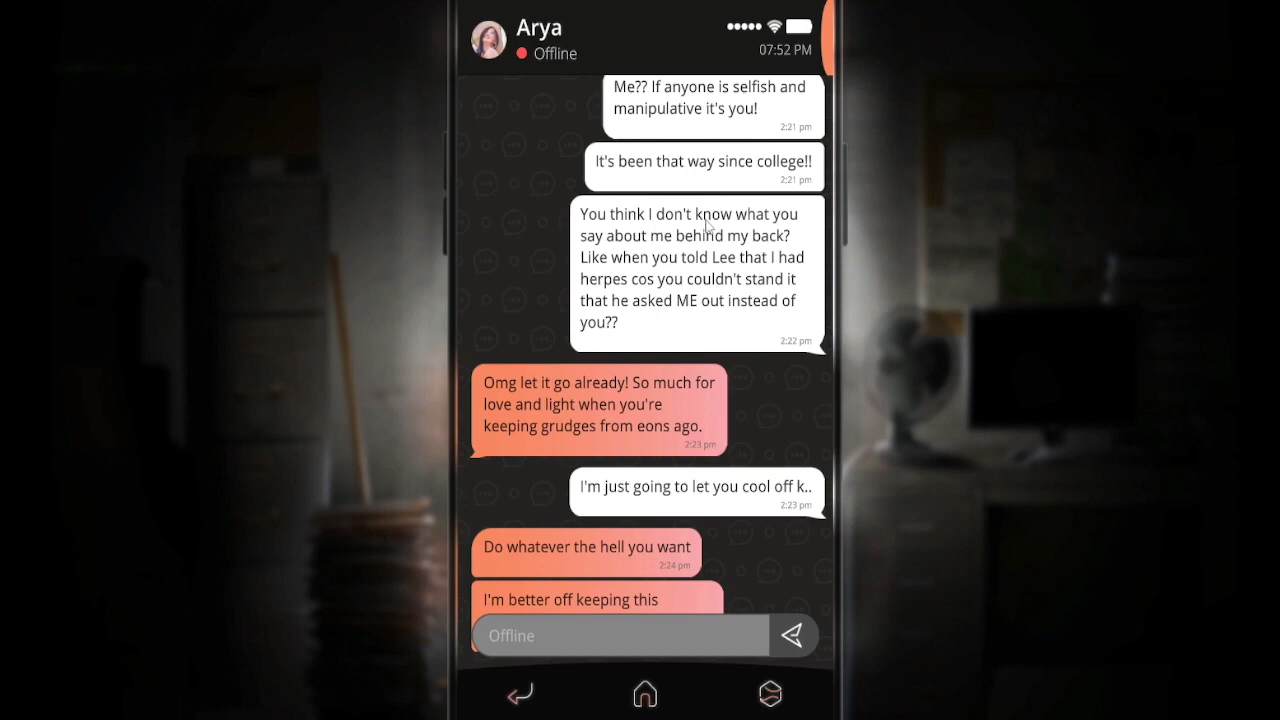 Arya
Offline
07:52 PM
Me?? If anyone is selfish and
manipulative it's you!
2:21 pm
It's been that way since college!!
2:21 pm
You think I don't know what you
say about me behind my back?
Like when you told Lee that I had
herpes cos you couldn't stand it
that he asked ME out instead of
you??
2:22 pm
Omg let it go already! So much for
love and light when you're
keeping grudges from eons ago.
2:23 pm
I'm just going to let you cool off k..
2:23 pm
Do whatever the hell you want
2:24 pm
I'm better off keeping this
Offline